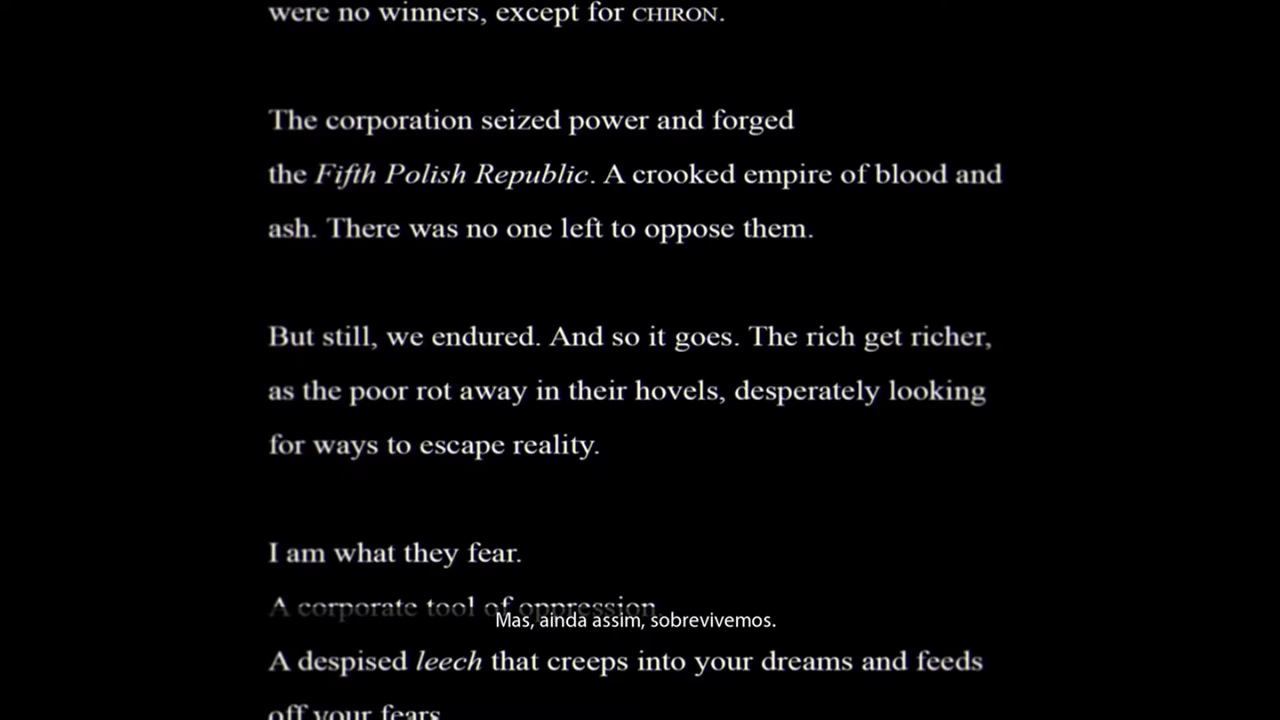 were no winners, except for CHIRON.
The corporation seized power and forged
the Fifth Polish Republic. A crooked empire of blood and
ash. There was no one left to oppose them.
But still, we endured. And so it goes. The rich get richer,
as the poor rot away in their hovels, desperately looking
for ways to escape reality.
I am what they fear.
A corporate tool of oppression.
Mas, ainda assim, sobrevivemos.
A despised leech that creeps into your dreams and feeds
off your fears